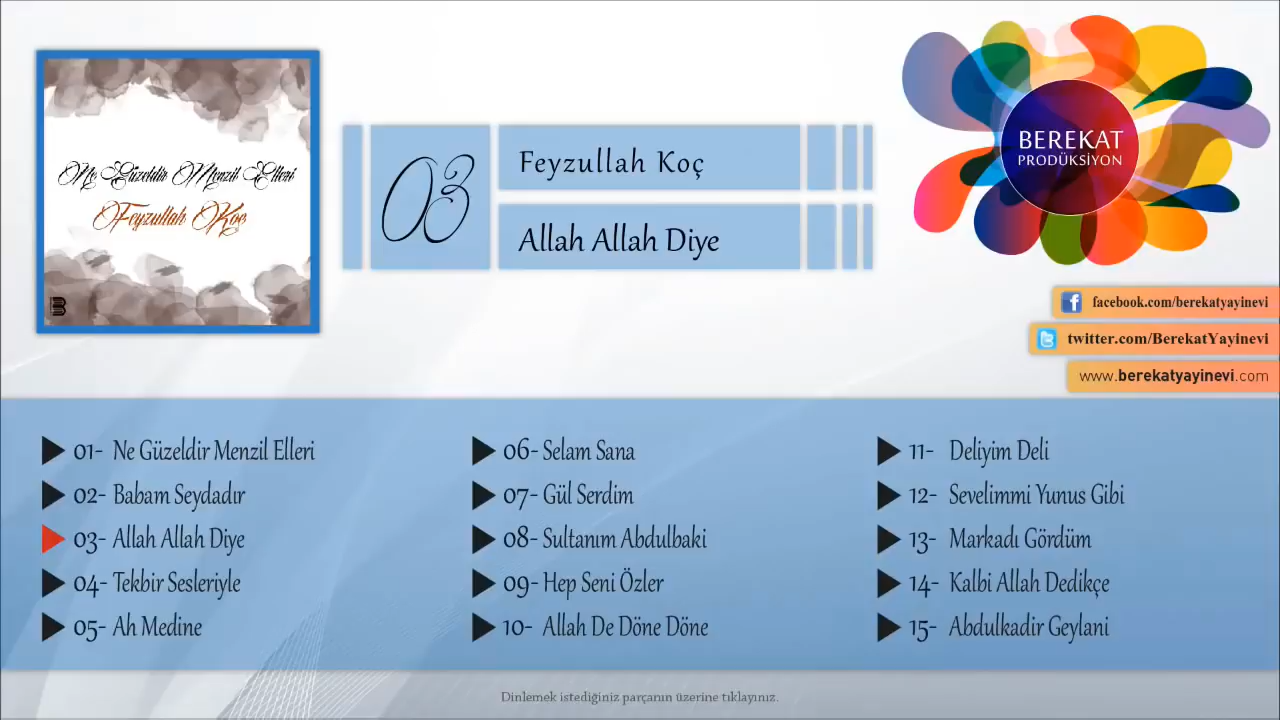 Ne Güzeldir Menzil Elleri
Feyzullah Koç
03
Feyzullah Koç
Allah Allah Diye
BEREKAT
PRODÜKSİYON
facebook.com/berekatyayinevi
twitter.com/BerekatYayinevi
www.berekatyayinevi.com
01- Ne Güzeldir Menzil Elleri
02- Babam Seydadır
03- Allah Allah Diye
04- Tekbir Sesleriyle
05- Ah Medine
06- Selam Sana
07- Gül Serdim
08- Sultanım Abdulbaki
09- Hep Seni Özler
10- Allah De Döne Döne
11- Deliyim Deli
12- Sevelimmi Yunus Gibi
13- Markadı Gördüm
14- Kalbi Allah Dedikçe
15- Abdulkadir Geylani
Dinlemek istediğiniz parçanın üzerine tıklayınız.